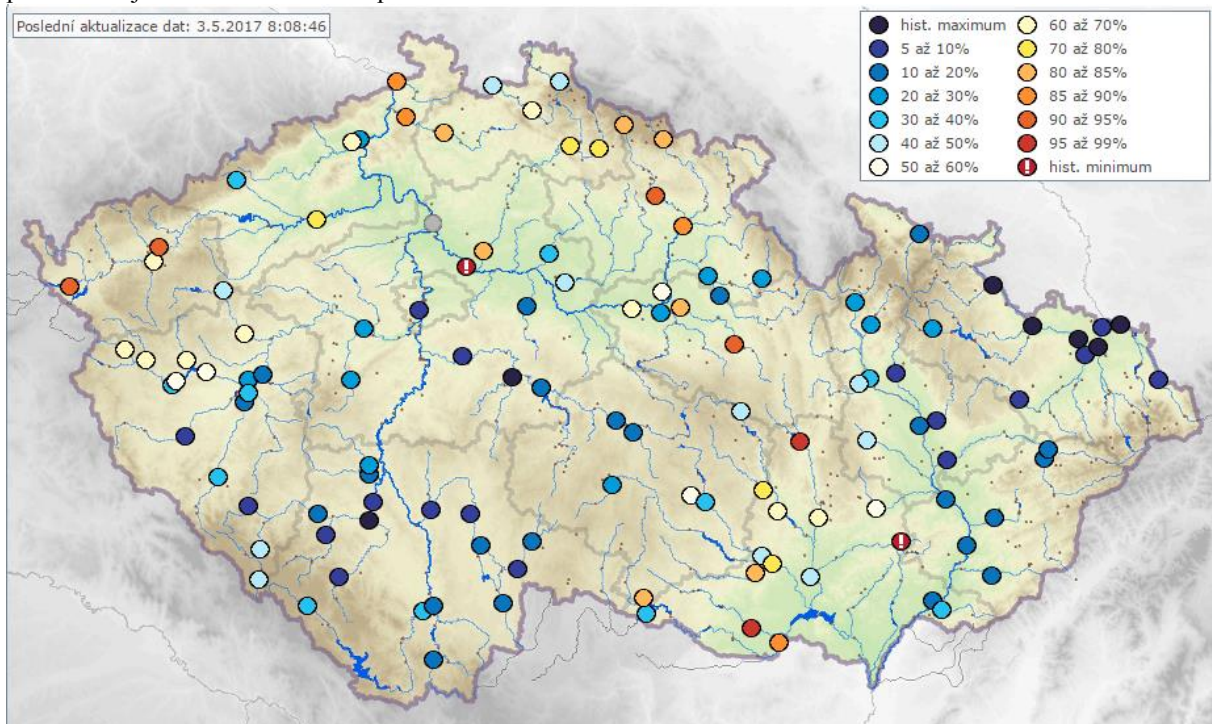 Poslední aktualizace dat: 3.5.2017 8:08:46
hist. maximum
5 až 10%
10 až 20%
20 až 30%
30 až 40%
40 až 50%
50 až 60%
60 až 70%
70 až 80%
80 až 85%
85 až 90%
90 až 95%
95 až 99%
hist. minimum